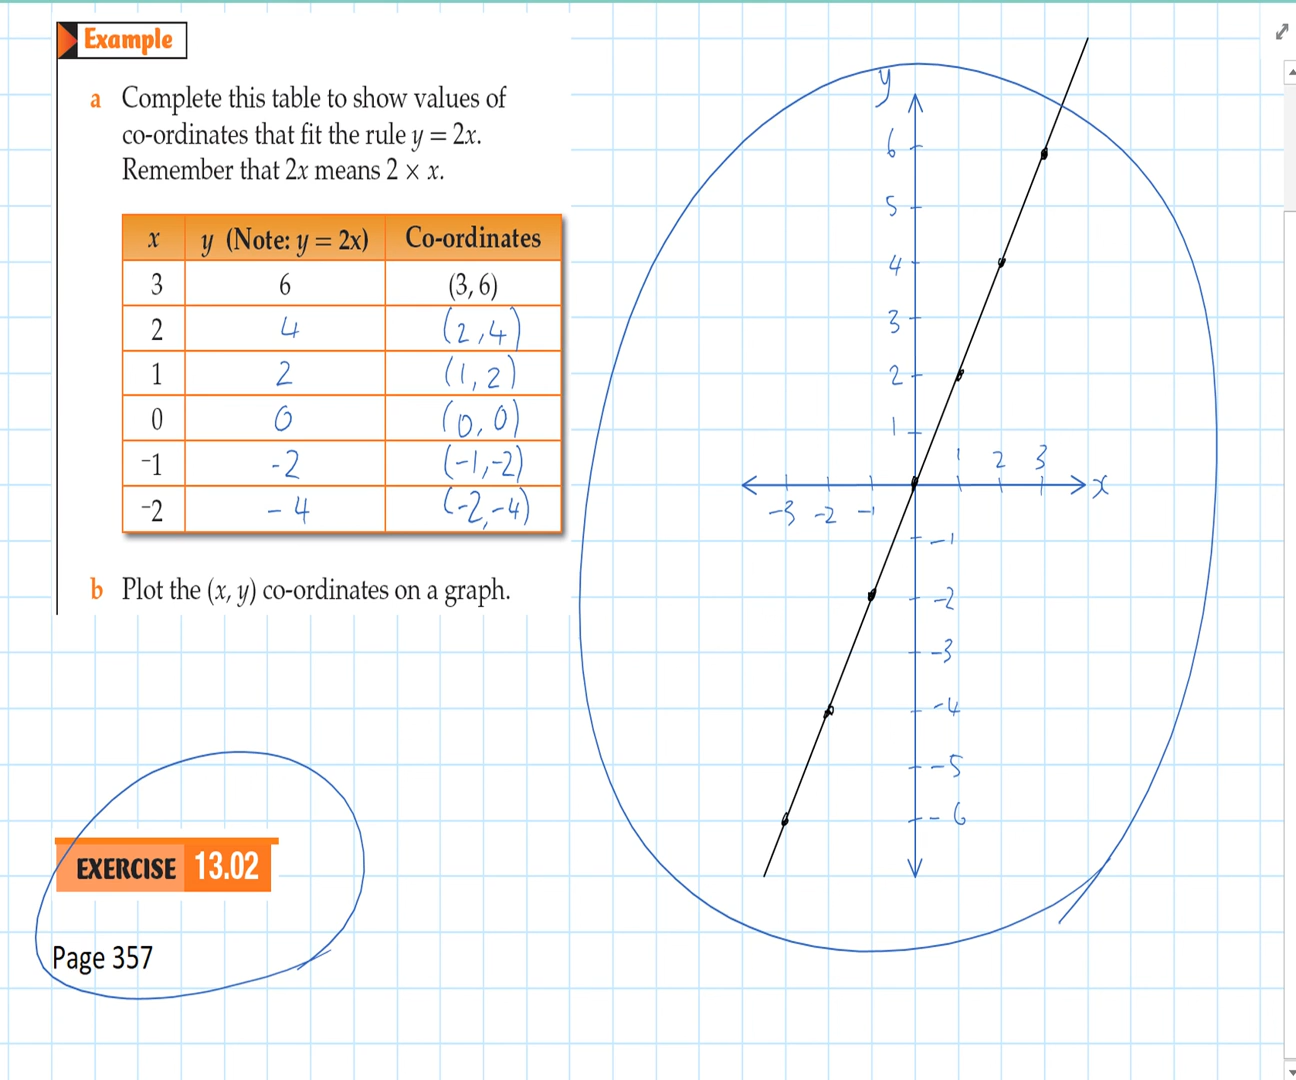 Example
a Complete this table to show values of
co-ordinates that fit the rule y = 2x.
Remember that 2x means 2 × x.
x y (Note: y = 2x) Co-ordinates
3 6 (3, 6)
2 4 (2,4)
1 2 (1,2)
0 0 (0,0)
-1 -2 (-1,-2)
-2 -4 (-2,-4)
b Plot the (x, y) co-ordinates on a graph.
EXERCISE 13.02
Page 357
y
6
5
4
3
2
1
1 2 3
x
-3 -2 -1
-1
-2
-3
-4
-5
-6